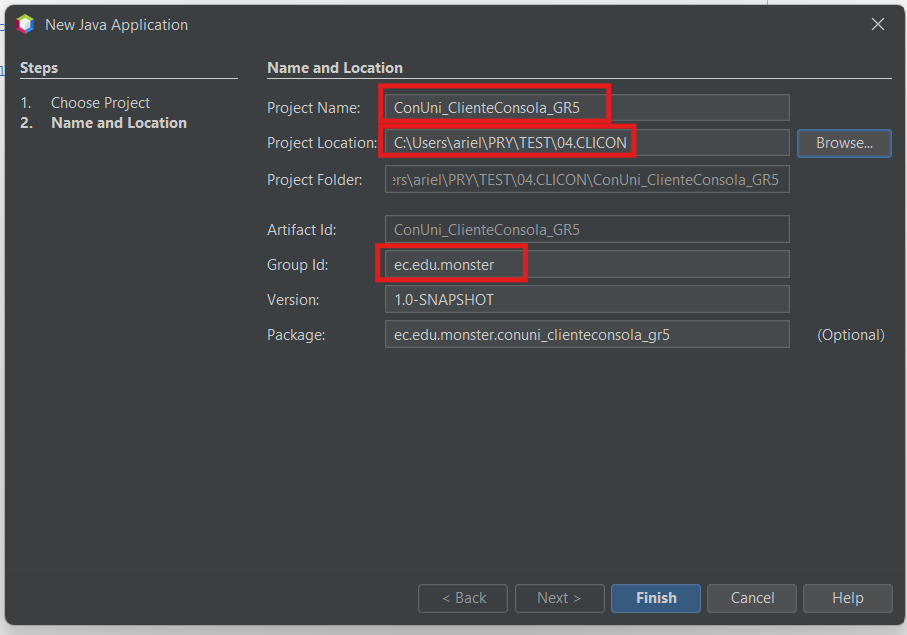 New Java Application
Steps
1. Choose Project
2. Name and Location
Name and Location
Project Name: ConUni_ClienteConsola_GR5
Project Location: C:\Users\ariel\PRY\TEST\04.CLICON Browse...
Project Folder: ers\ariel\PRY\TEST\04.CLICON\ConUni_ClienteConsola_GR5
Artifact Id: ConUni_ClienteConsola_GR5
Group Id: ec.edu.monster
Version: 1.0-SNAPSHOT
Package: ec.edu.monster.conuni_clienteconsola_gr5 (Optional)
< Back Next > Finish Cancel Help